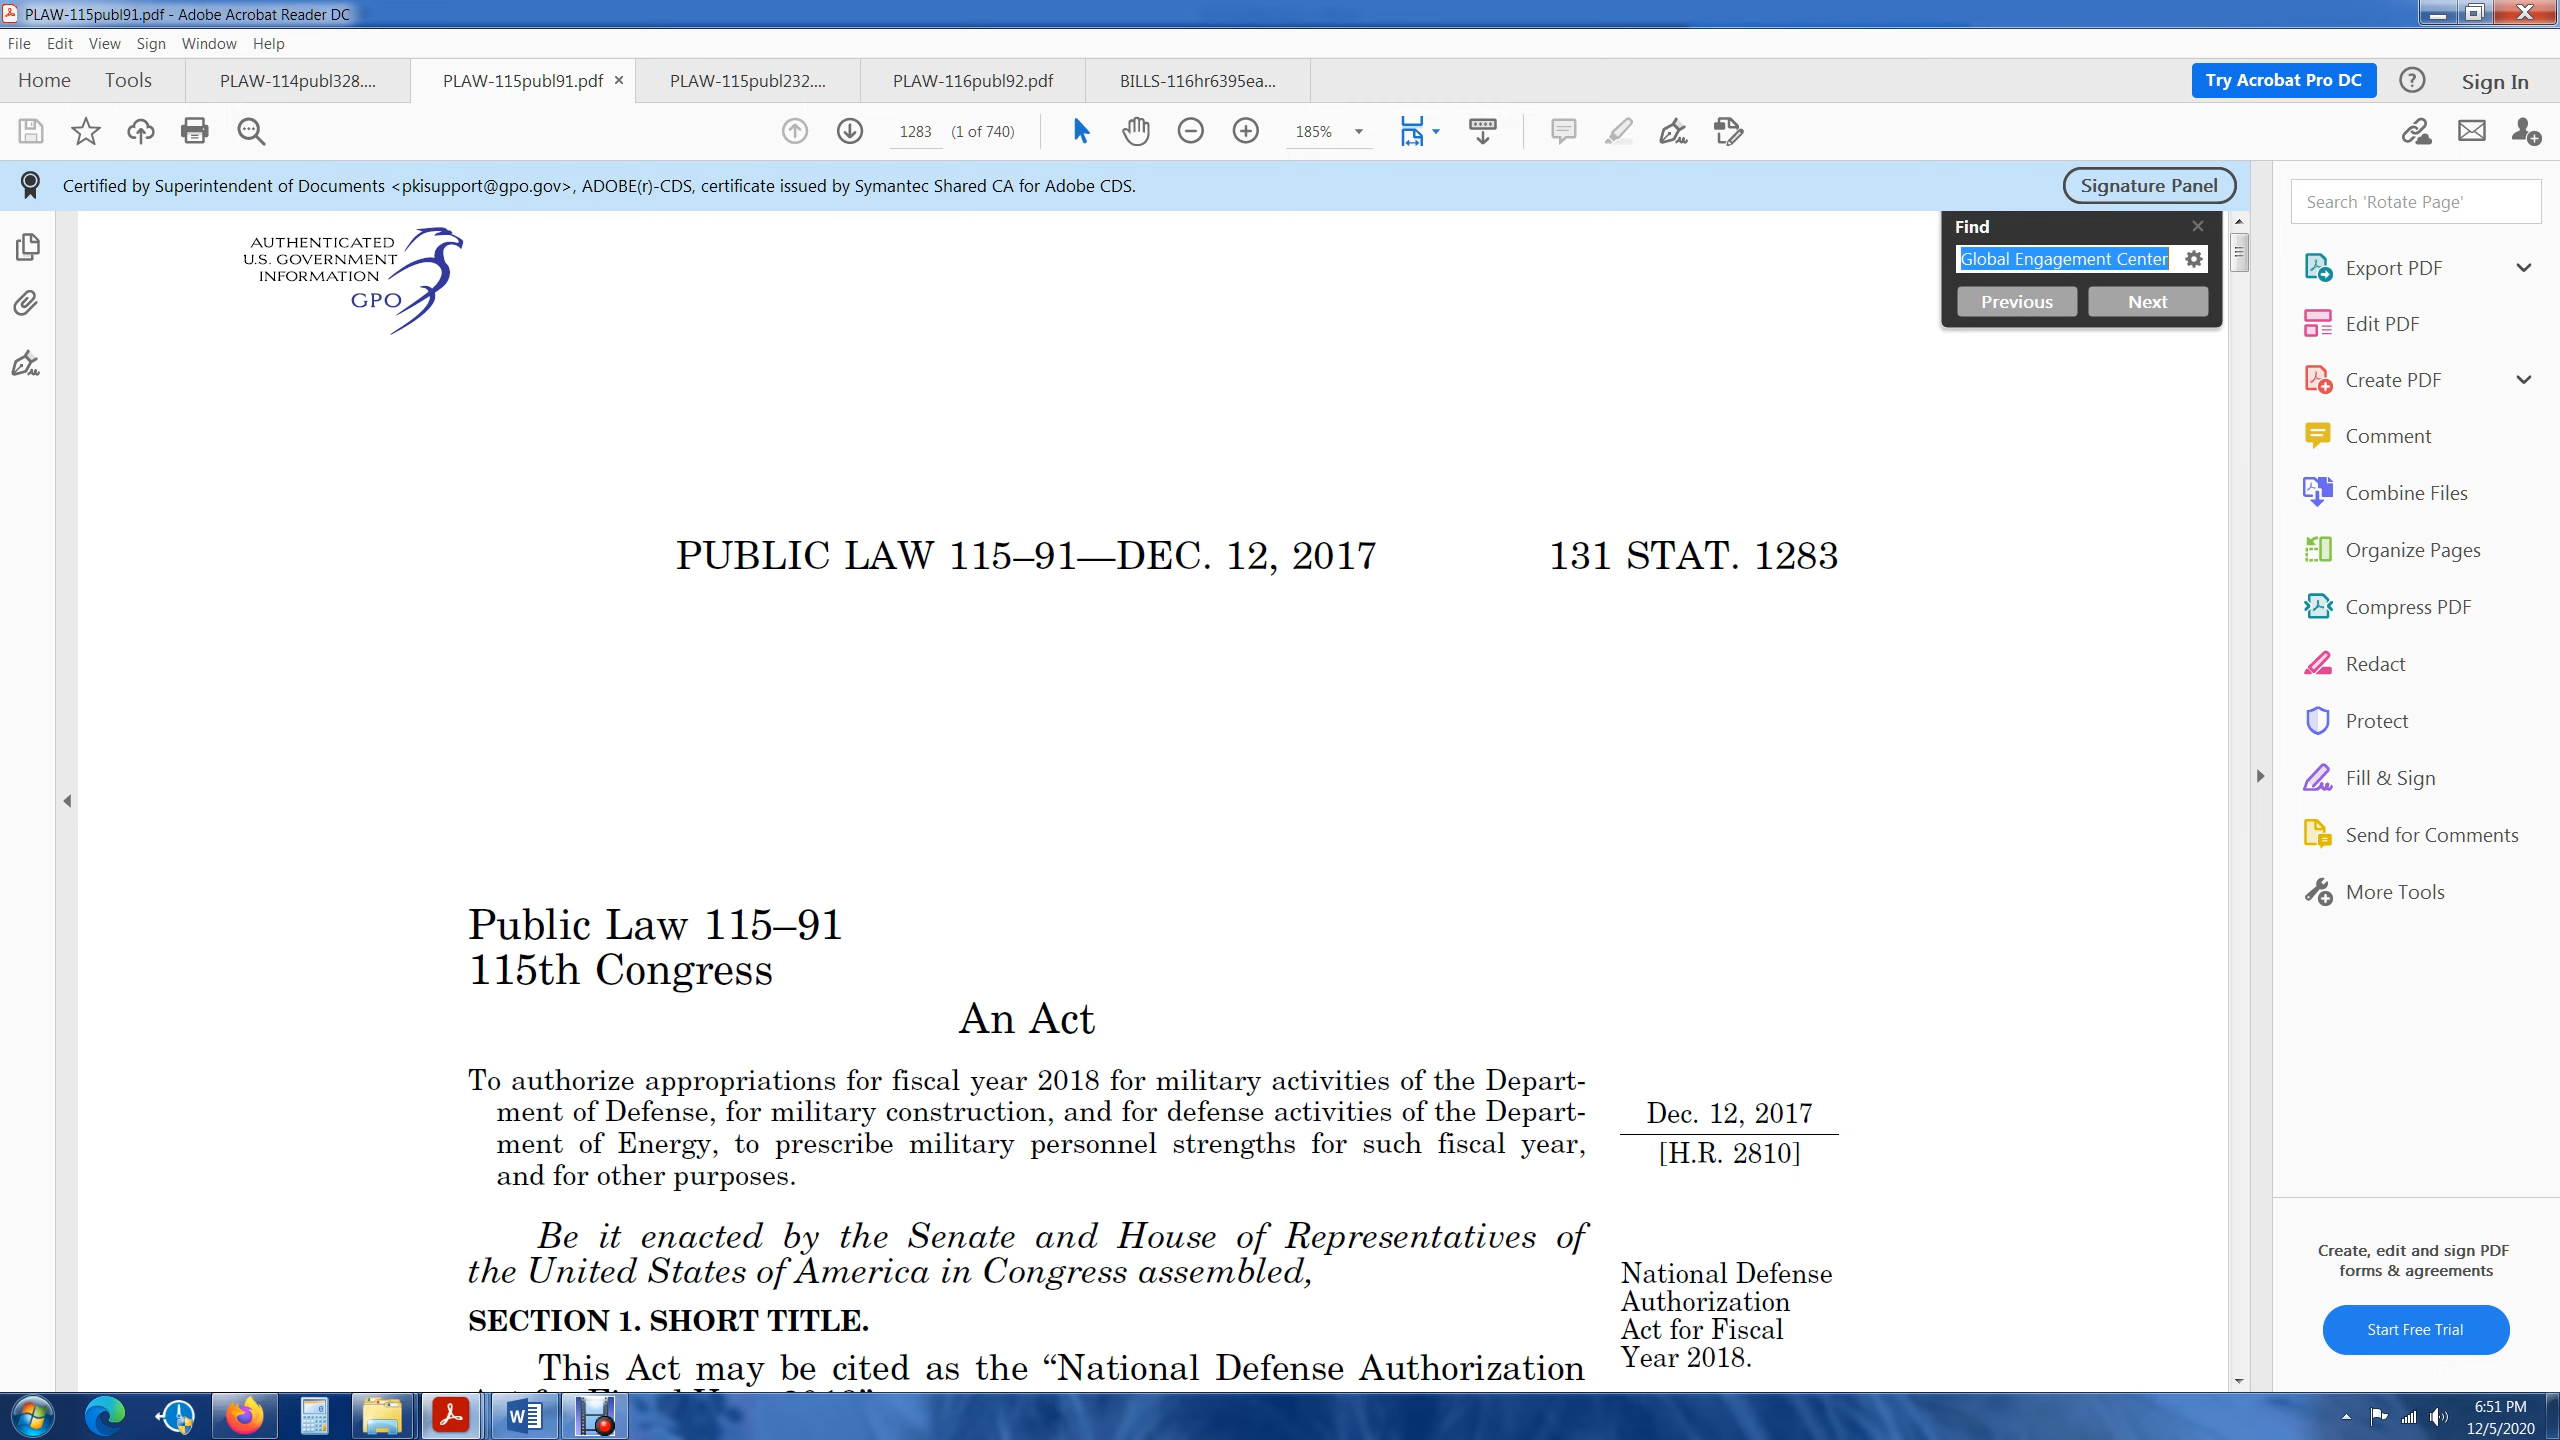 PLAW-115publ91.pdf - Adobe Acrobat Reader DC
File Edit View Sign Window Help
Home Tools PLAW-114publ328.... PLAW-115publ91.pdf × PLAW-115publ232.... PLAW-116publ92.pdf BILLS-116hr6395ea... Try Acrobat Pro DC Sign In
1283 (1 of 740) 185%
Certified by Superintendent of Documents <pkisupport@gpo.gov>, ADOBE(r)-CDS, certificate issued by Symantec Shared CA for Adobe CDS. Signature Panel
AUTHENTICATED
U.S. GOVERNMENT
INFORMATION
GPO
Find
Global Engagement Center
Previous Next
PUBLIC LAW 115–91—DEC. 12, 2017 131 STAT. 1283
Public Law 115–91
115th Congress
An Act
To authorize appropriations for fiscal year 2018 for military activities of the Depart-
ment of Defense, for military construction, and for defense activities of the Depart-
ment of Energy, to prescribe military personnel strengths for such fiscal year,
and for other purposes.
Dec. 12, 2017
[H.R. 2810]
Be it enacted by the Senate and House of Representatives of
the United States of America in Congress assembled,
SECTION 1. SHORT TITLE.
This Act may be cited as the “National Defense Authorization
National Defense
Authorization
Act for Fiscal
Year 2018.
Search 'Rotate Page'
Export PDF
Edit PDF
Create PDF
Comment
Combine Files
Organize Pages
Compress PDF
Redact
Protect
Fill & Sign
Send for Comments
More Tools
Create, edit and sign PDF
forms & agreements
Start Free Trial
6:51 PM
12/5/2020